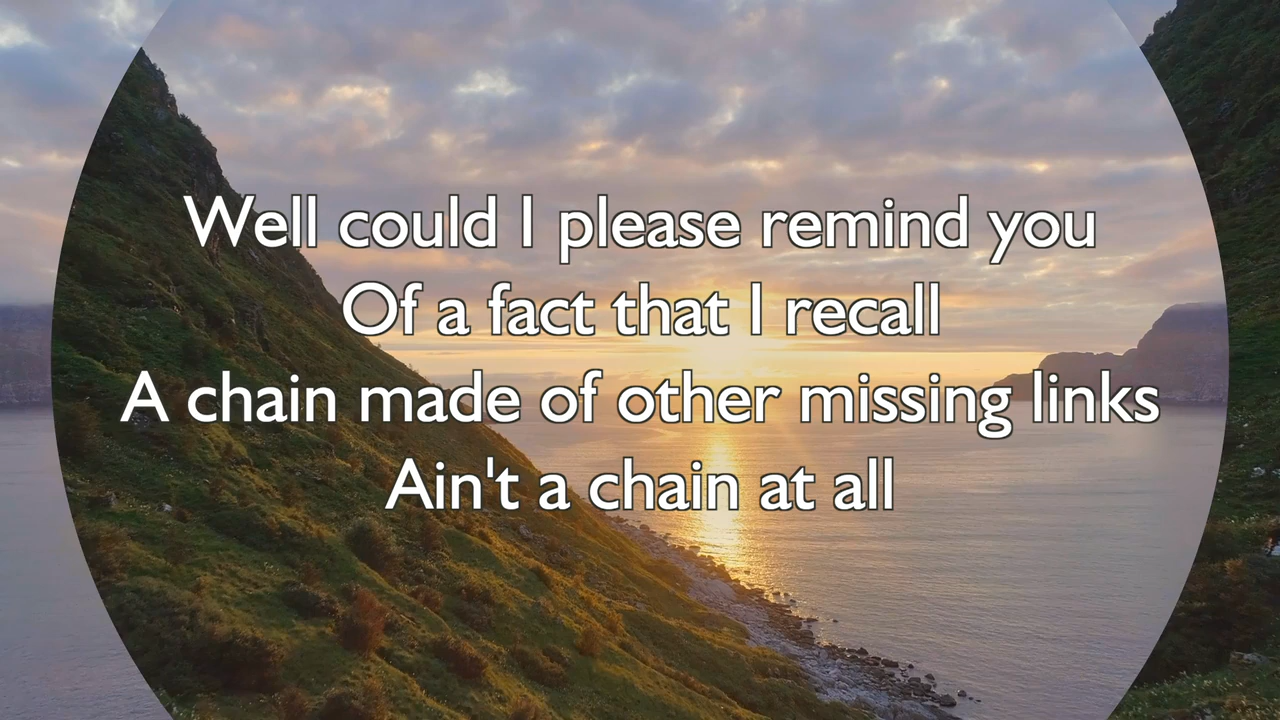 Well could I please remind you
Of a fact that I recall
A chain made of other missing links
Ain't a chain at all